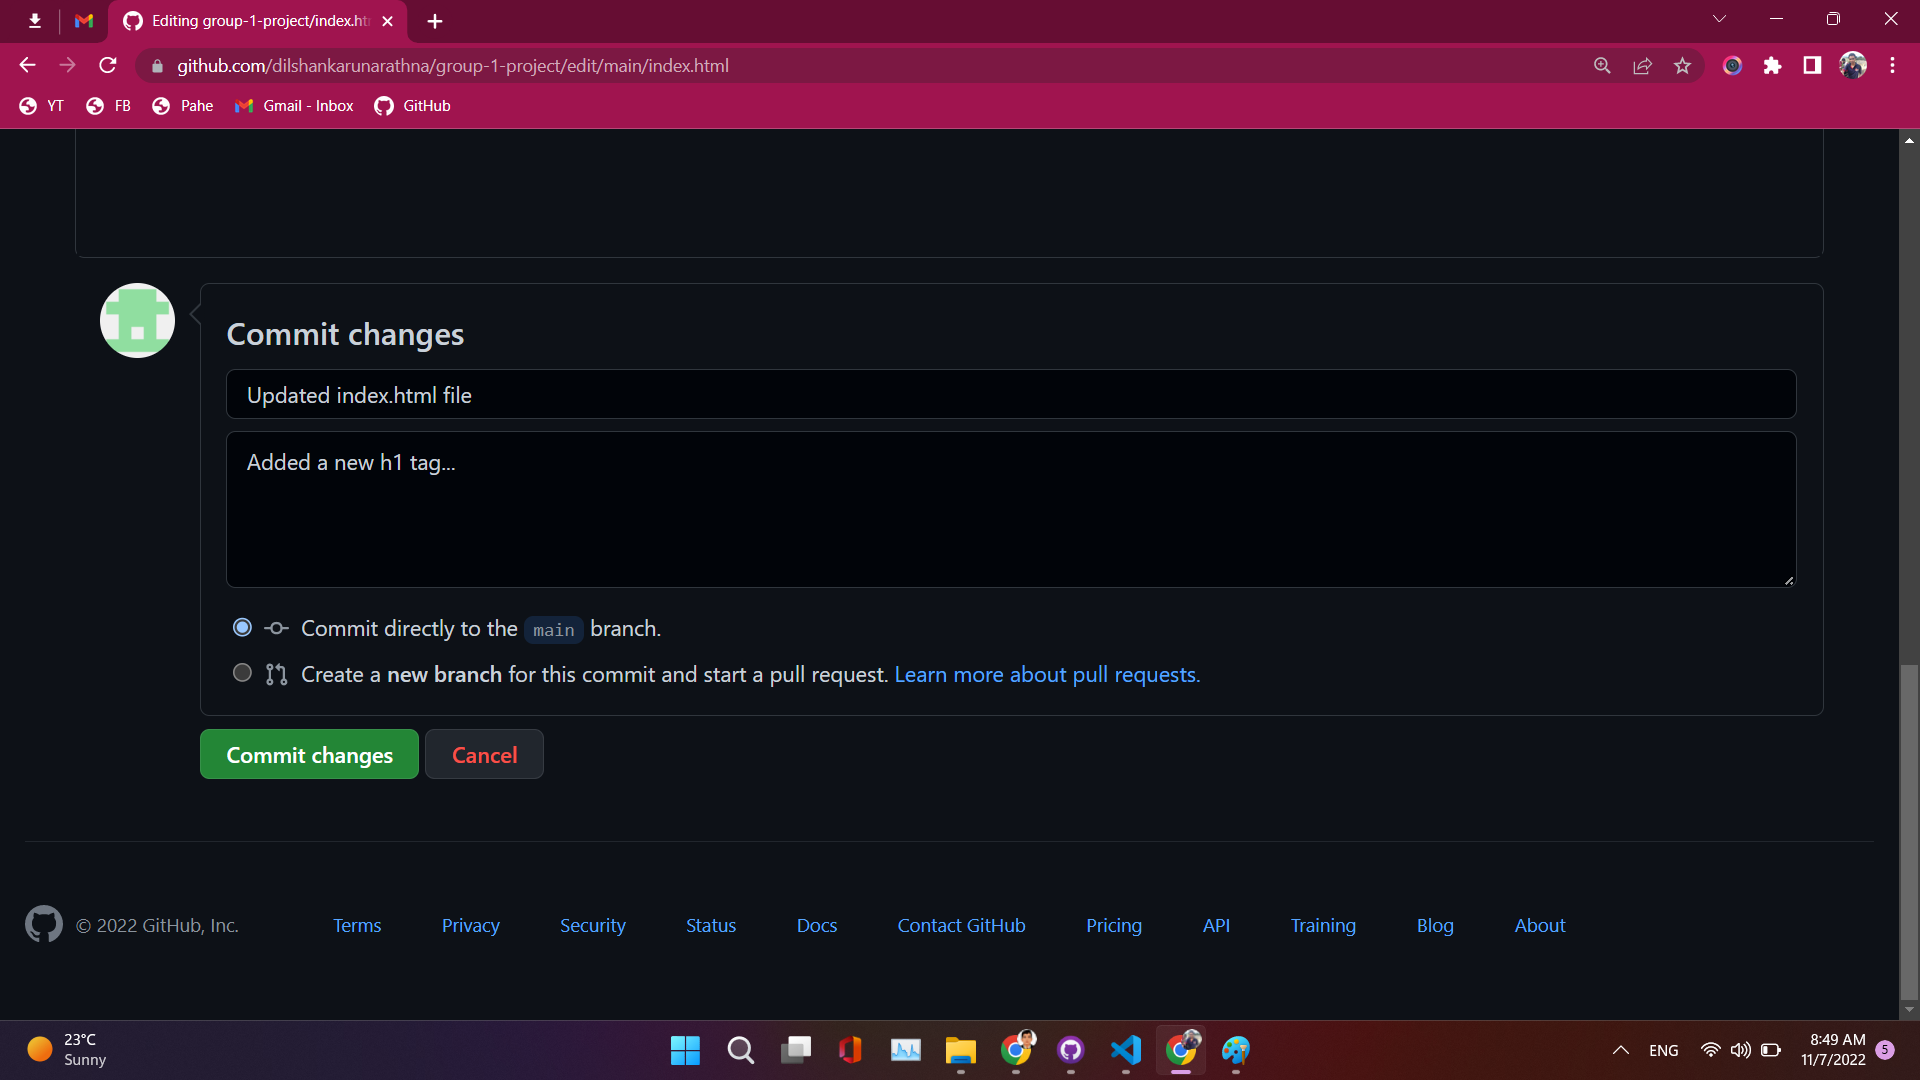 Editing group-1-project/index.ht
github.com/dilshankarunarathna/group-1-project/edit/main/index.html
YT FB Pahe Gmail - Inbox GitHub
Commit changes
Updated index.html file
Added a new h1 tag...
Commit directly to the main branch.
Create a new branch for this commit and start a pull request. Learn more about pull requests.
Commit changes Cancel
© 2022 GitHub, Inc. Terms Privacy Security Status Docs Contact GitHub Pricing API Training Blog About
23°C
Sunny
ENG
8:49 AM
11/7/2022
5